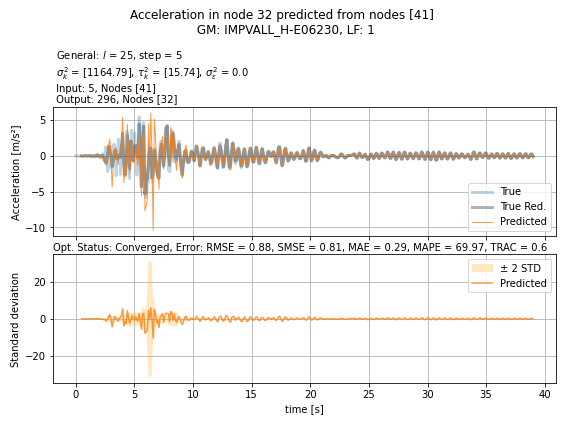 Acceleration in node 32 predicted from nodes [41]
GM: IMPVALL_H-E06230, LF: 1
General: l = 25, step = 5
σ²ₖ = [1164.79], τ²ₖ = [15.74], σ²ε = 0.0
Input: 5, Nodes [41]
Output: 296, Nodes [32]
Acceleration [m/s²]
5
0
−5
−10
True
True Red.
Predicted
Opt. Status: Converged, Error: RMSE = 0.88, SMSE = 0.81, MAE = 0.29, MAPE = 69.97, TRAC = 0.6
Standard deviation
20
0
−20
± 2 STD
Predicted
0 5 10 15 20 25 30 35 40
time [s]